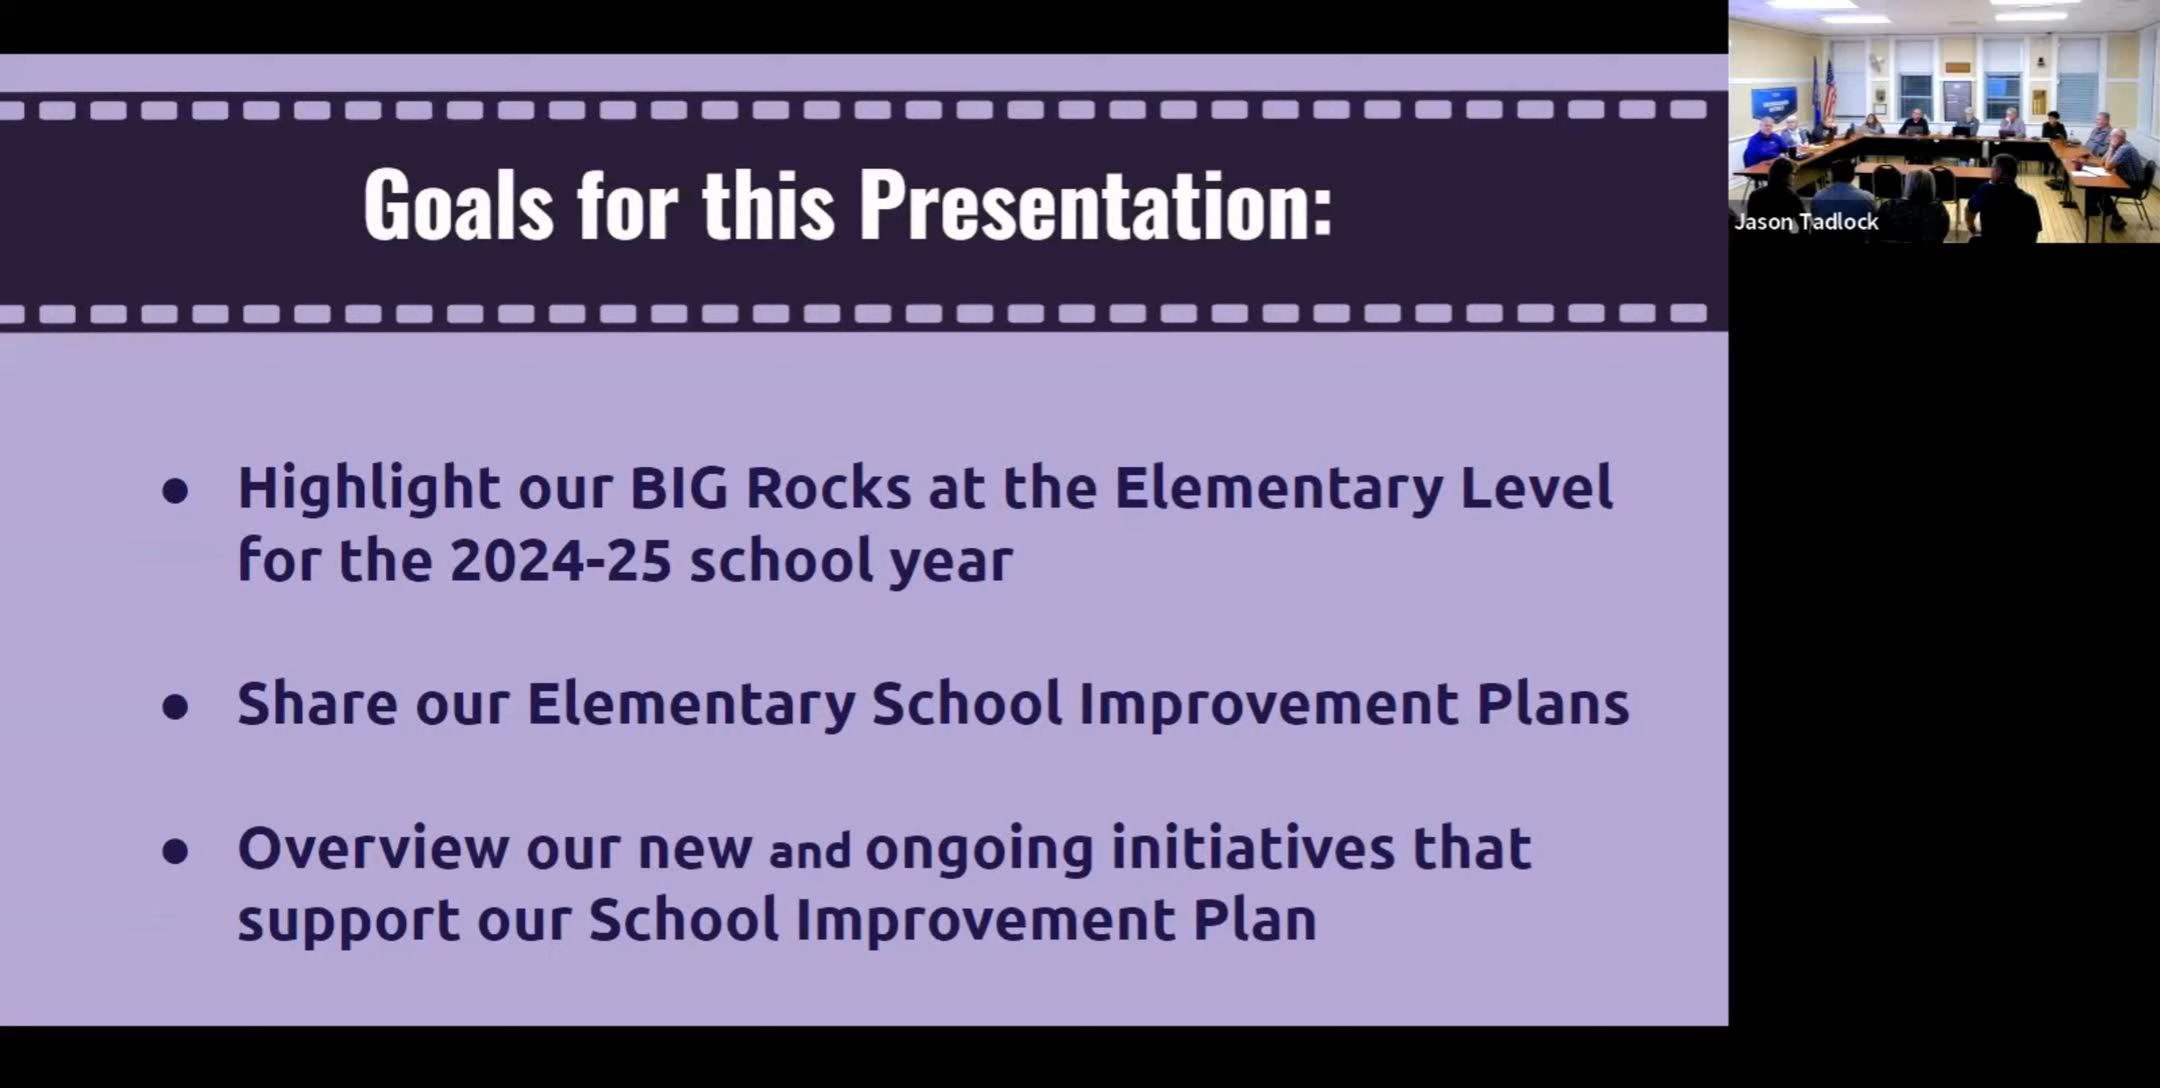 Goals for this Presentation:
Jason Tadlock
● Highlight our BIG Rocks at the Elementary Level
for the 2024-25 school year
● Share our Elementary School Improvement Plans
● Overview our new and ongoing initiatives that
support our School Improvement Plan